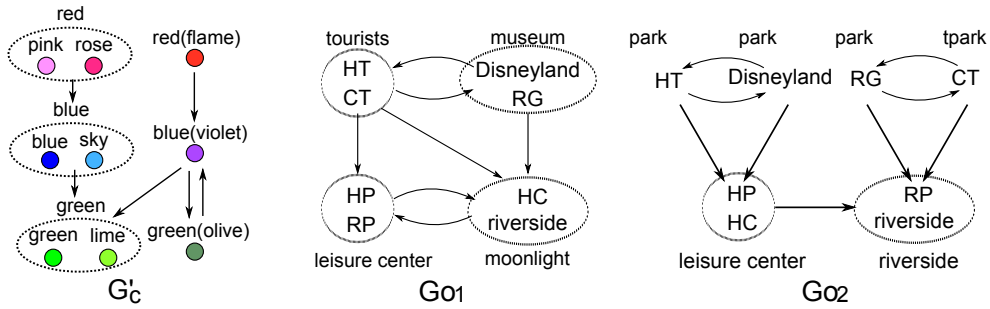 red
pink rose
red(flame)
blue
blue sky
blue(violet)
green
green lime
green(olive)
G'c
tourists
museum
HT
CT
Disneyland
RG
HP
RP
HC
riverside
leisure center
moonlight
Go1
park
park
park
tpark
HT
Disneyland
RG
CT
HP
HC
RP
riverside
leisure center
riverside
Go2